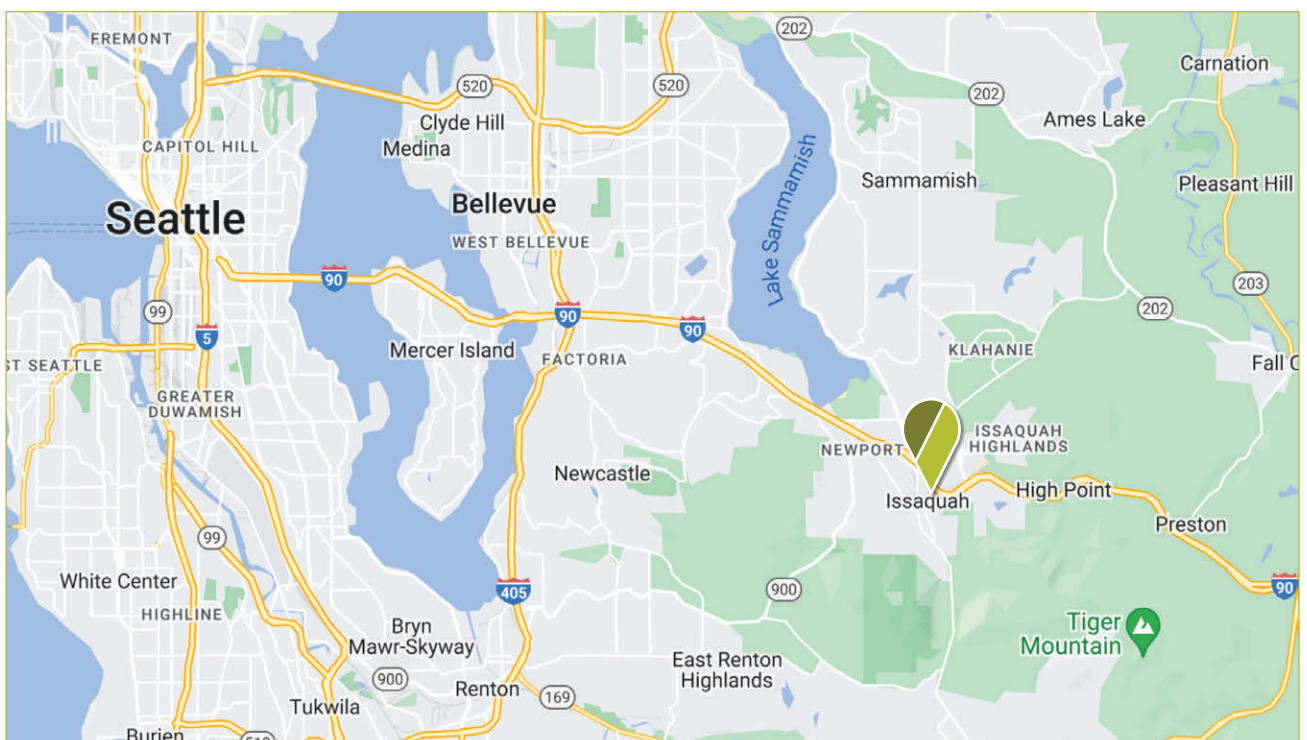 FREMONT
202
Carnation
520
520
202
Clyde Hill
Ames Lake
CAPITOL HILL
Medina
Sammamish
Pleasant Hill
Seattle
Bellevue
WEST BELLEVUE
Lake Sammamish
90
203
99
202
90
90
5
Mercer Island
FACTORIA
KLAHANIE
ST SEATTLE
Fall C
GREATER
DUWAMISH
NEWPORT
ISSAQUAH
HIGHLANDS
Newcastle
Issaquah
High Point
Preston
99
White Center
405
900
90
HIGHLINE
Bryn
Mawr-Skyway
Tiger
Mountain
900
Renton
East Renton
Highlands
169
Tukwila
Burien